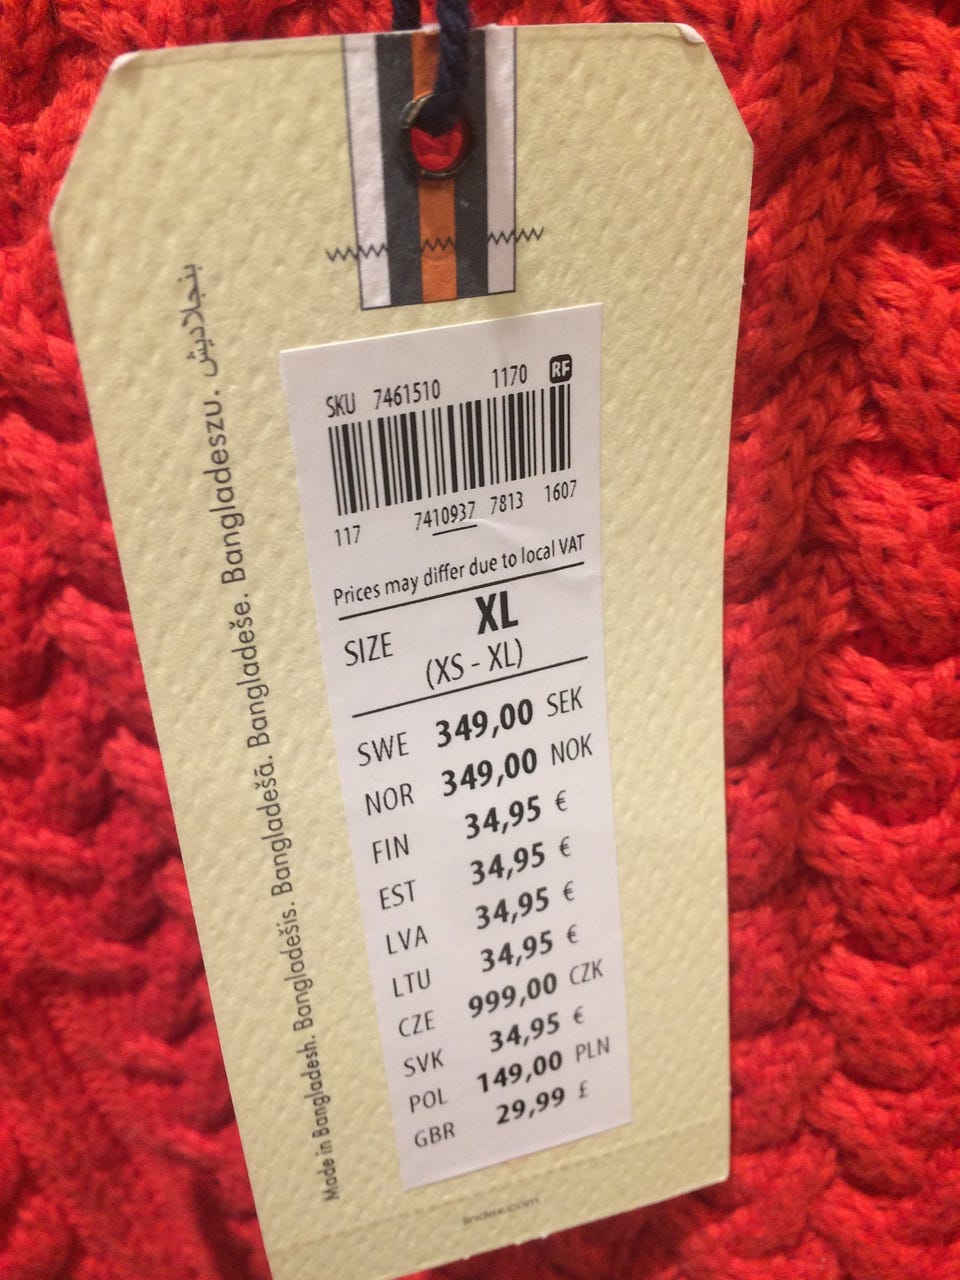 SKU 7461510 1170 RF
117 7410937 7813 1607
Prices may differ due to local VAT
SIZE XL
(XS - XL)
SWE 349,00 SEK
NOR 349,00 NOK
FIN 34,95 €
EST 34,95 €
LVA 34,95 €
LTU 34,95 €
CZE 999,00 CZK
SVK 34,95 €
POL 149,00 PLN
GBR 29,99 £
Made in Bangladesh. Bangladešis. Bangladešā. Bangladeše. Bangladeszu. بنجلاديش
lindex.com